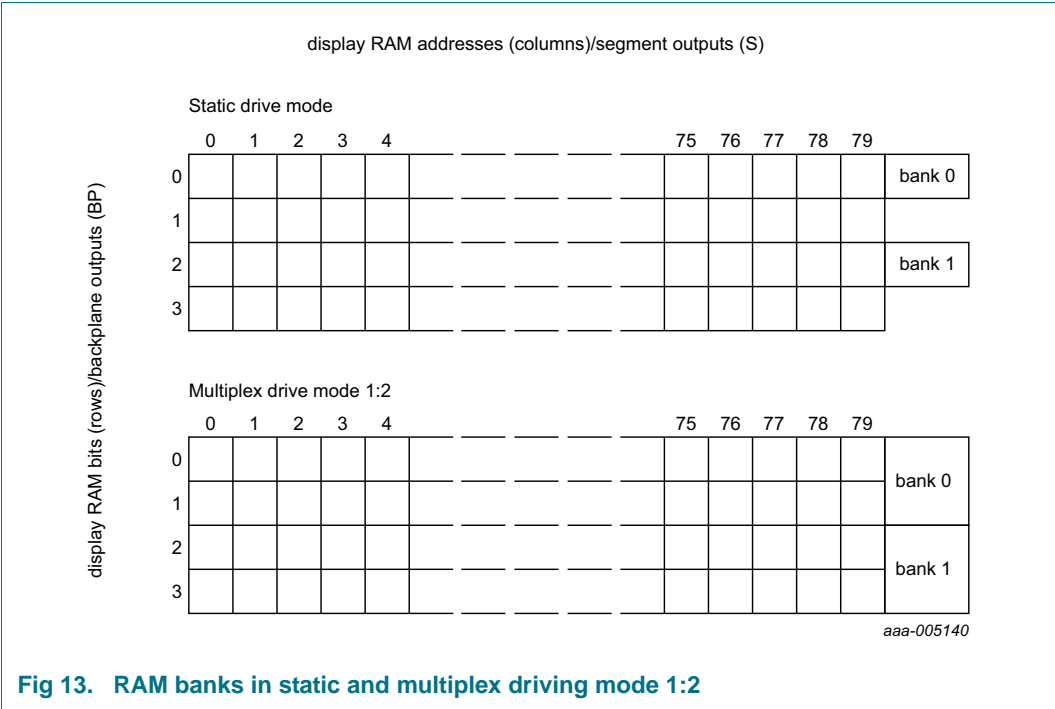 display RAM addresses (columns)/segment outputs (S)
display RAM bits (rows)/backplane outputs (BP)
Static drive mode
0 1 2 3 4 75 76 77 78 79
0 bank 0
1
2 bank 1
3
Multiplex drive mode 1:2
0 1 2 3 4 75 76 77 78 79
0
bank 0
1
2
bank 1
3
aaa-005140
Fig 13. RAM banks in static and multiplex driving mode 1:2